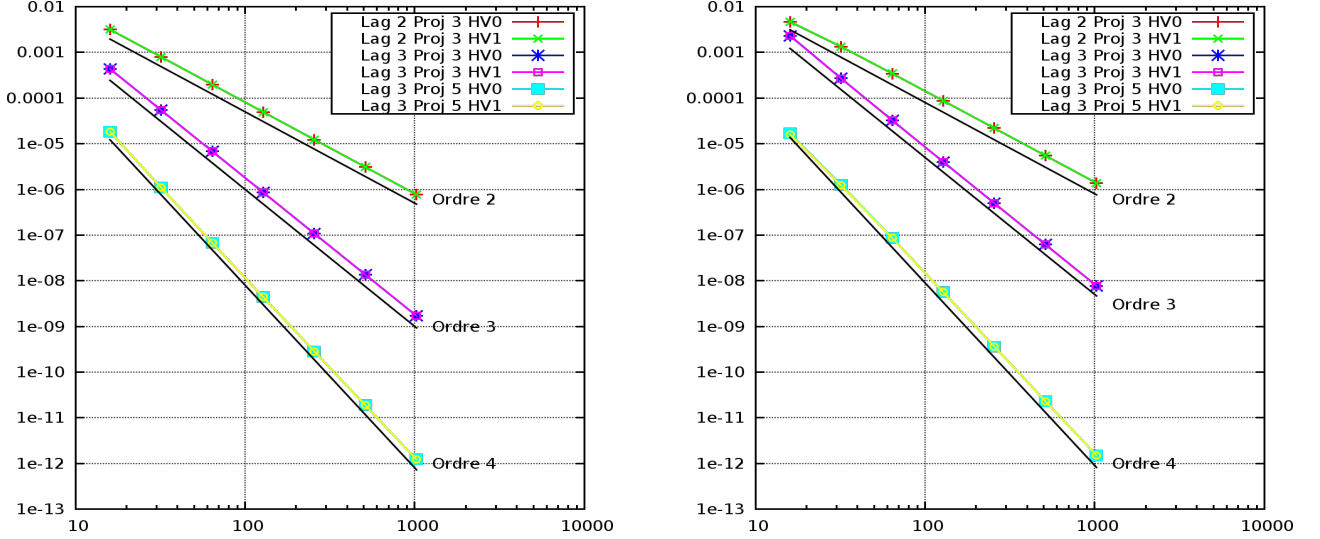 0.01
0.001
0.0001
1e-05
1e-06
1e-07
1e-08
1e-09
1e-10
1e-11
1e-12
1e-13
10
100
1000
10000
Lag 2 Proj 3 HV0
Lag 2 Proj 3 HV1
Lag 3 Proj 3 HV0
Lag 3 Proj 3 HV1
Lag 3 Proj 5 HV0
Lag 3 Proj 5 HV1
Ordre 2
Ordre 3
Ordre 4
0.01
0.001
0.0001
1e-05
1e-06
1e-07
1e-08
1e-09
1e-10
1e-11
1e-12
1e-13
10
100
1000
10000
Lag 2 Proj 3 HV0
Lag 2 Proj 3 HV1
Lag 3 Proj 3 HV0
Lag 3 Proj 3 HV1
Lag 3 Proj 5 HV0
Lag 3 Proj 5 HV1
Ordre 2
Ordre 3
Ordre 4